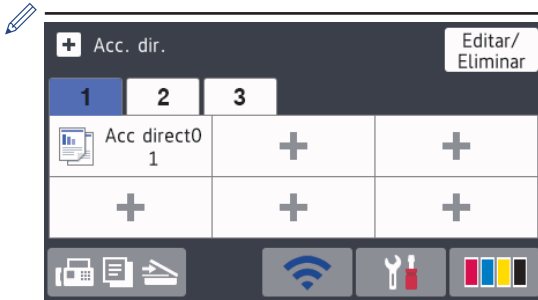 Acc. dir.
Editar/
Eliminar
1 2 3
Acc direct0
1